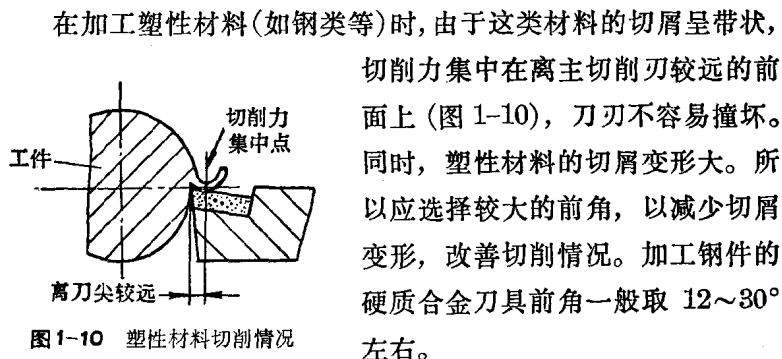 在加工塑性材料(如钢类等)时,由于这类材料的切屑呈带状,
切削力集中在离主切削刃较远的前
面上(图1-10),刀刃不容易撞坏。
同时,塑性材料的切屑变形大。所
以应选择较大的前角,以减少切屑
变形,改善切削情况。加工钢件的
硬质合金刀具前角一般取 12~30°
左右。
切削力
集中点
工件
离刀尖较远
图1-10 塑性材料切削情况